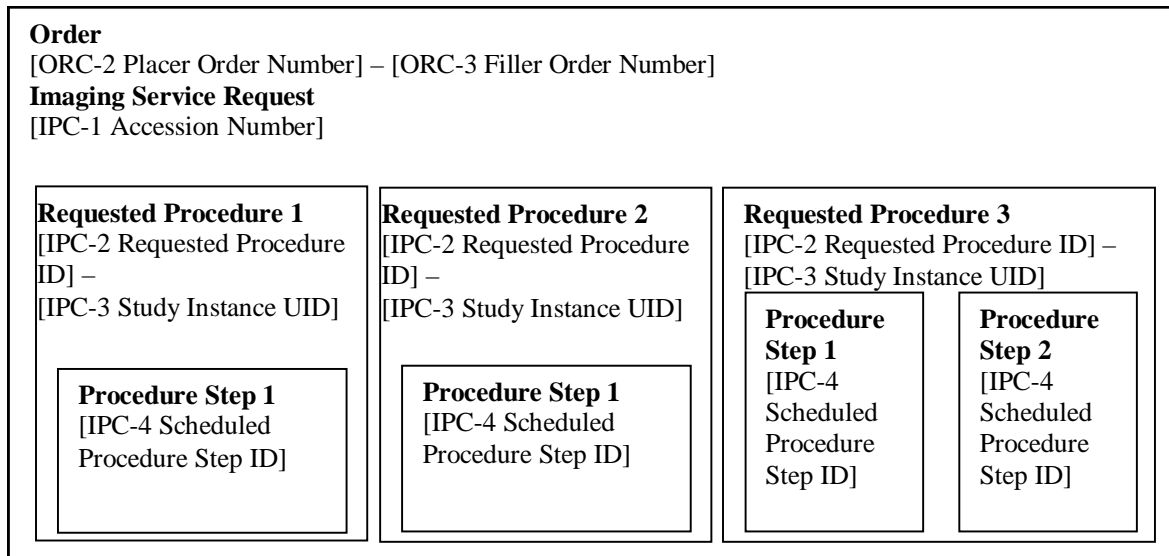 Order
[ORC-2 Placer Order Number] – [ORC-3 Filler Order Number]
Imaging Service Request
[IPC-1 Accession Number]
Requested Procedure 1
[IPC-2 Requested Procedure
ID] –
[IPC-3 Study Instance UID]
Procedure Step 1
[IPC-4 Scheduled
Procedure Step ID]
Requested Procedure 2
[IPC-2 Requested Procedure
ID] –
[IPC-3 Study Instance UID]
Procedure Step 1
[IPC-4 Scheduled
Procedure Step ID]
Requested Procedure 3
[IPC-2 Requested Procedure ID] –
[IPC-3 Study Instance UID]
Procedure
Step 1
[IPC-4
Scheduled
Procedure
Step ID]
Procedure
Step 2
[IPC-4
Scheduled
Procedure
Step ID]